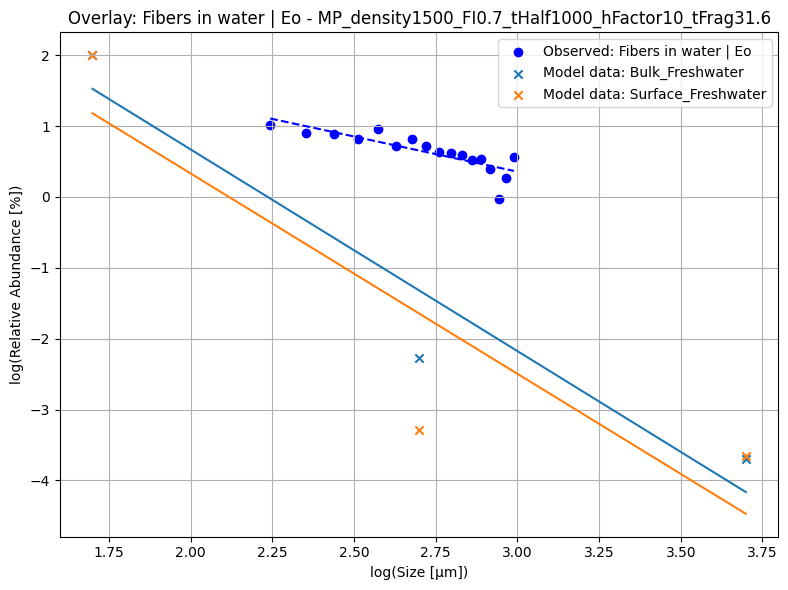 Overlay: Fibers in water | Eo - MP_density1500_FI0.7_tHalf1000_hFactor10_tFrag31.6
Observed: Fibers in water | Eo
Model data: Bulk_Freshwater
Model data: Surface_Freshwater
log(Relative Abundance [%])
2
1
0
−1
−2
−3
−4
1.75
2.00
2.25
2.50
2.75
3.00
3.25
3.50
3.75
log(Size [μm])